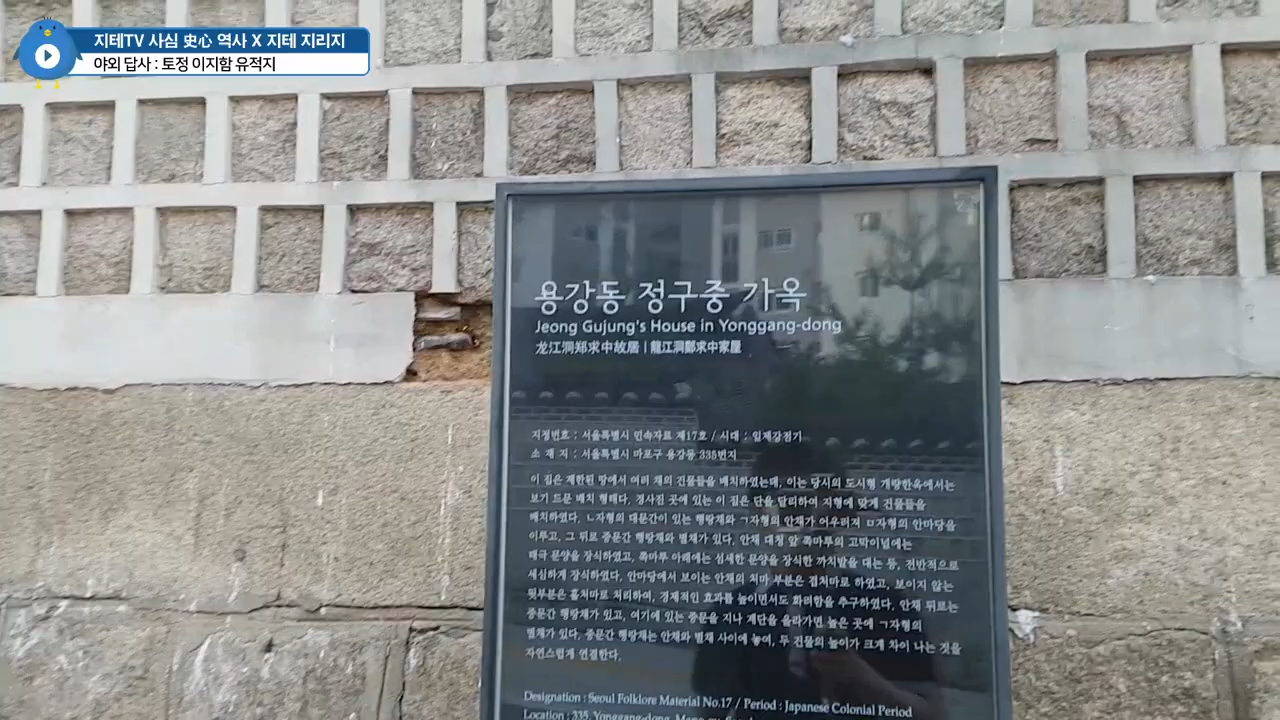 지테TV 사심 史心 역사 X 지테 지리지
야외 답사 : 토정 이지함 유적지
용강동 정구중 가옥
Jeong Gujung's House in Yonggang-dong
龙江洞郑求中故居 | 龍江洞鄭求中家屋
지정번호 : 서울특별시 민속자료 제17호 / 시대 : 일제강점기
소 재 지 : 서울특별시 마포구 용강동 335번지
이 집은 제한된 땅에서 여러 채의 건물들을 배치하였는데, 이는 당시의 도시형 개량한옥에서는
보기 드문 배치 형태다. 경사진 곳에 있는 이 집은 단을 달리하여 지형에 맞게 건물들을
배치하였다. ㄴ자형의 대문간이 있는 행랑채와 ㄱ자형의 안채가 어우러져 ㅁ자형의 안마당을
이루고, 그 뒤로 중문간 행랑채와 별채가 있다. 안채 대청 앞 쪽마루의 고막이널에는
태극 문양을 장식하였고, 쪽마루 아래에는 섬세한 문양을 장식한 까치발을 대는 등, 전반적으로
세심하게 장식하였다. 안마당에서 보이는 안채의 처마 부분은 겹처마로 하였고, 보이지 않는
뒷부분은 홑처마로 처리하여, 경제적인 효과를 높이면서도 화려함을 추구하였다. 안채 뒤로는
중문간 행랑채가 있고, 여기에 있는 중문을 지나 계단을 올라가면 높은 곳에 ㄱ자형의
별채가 있다. 중문간 행랑채는 안채와 별채 사이에 놓여, 두 건물의 높이가 크게 차이 나는 것을
자연스럽게 연결한다.
Designation : Seoul Folklore Material No.17 / Period : Japanese Colonial Period
Location : 335, Yonggang-dong,